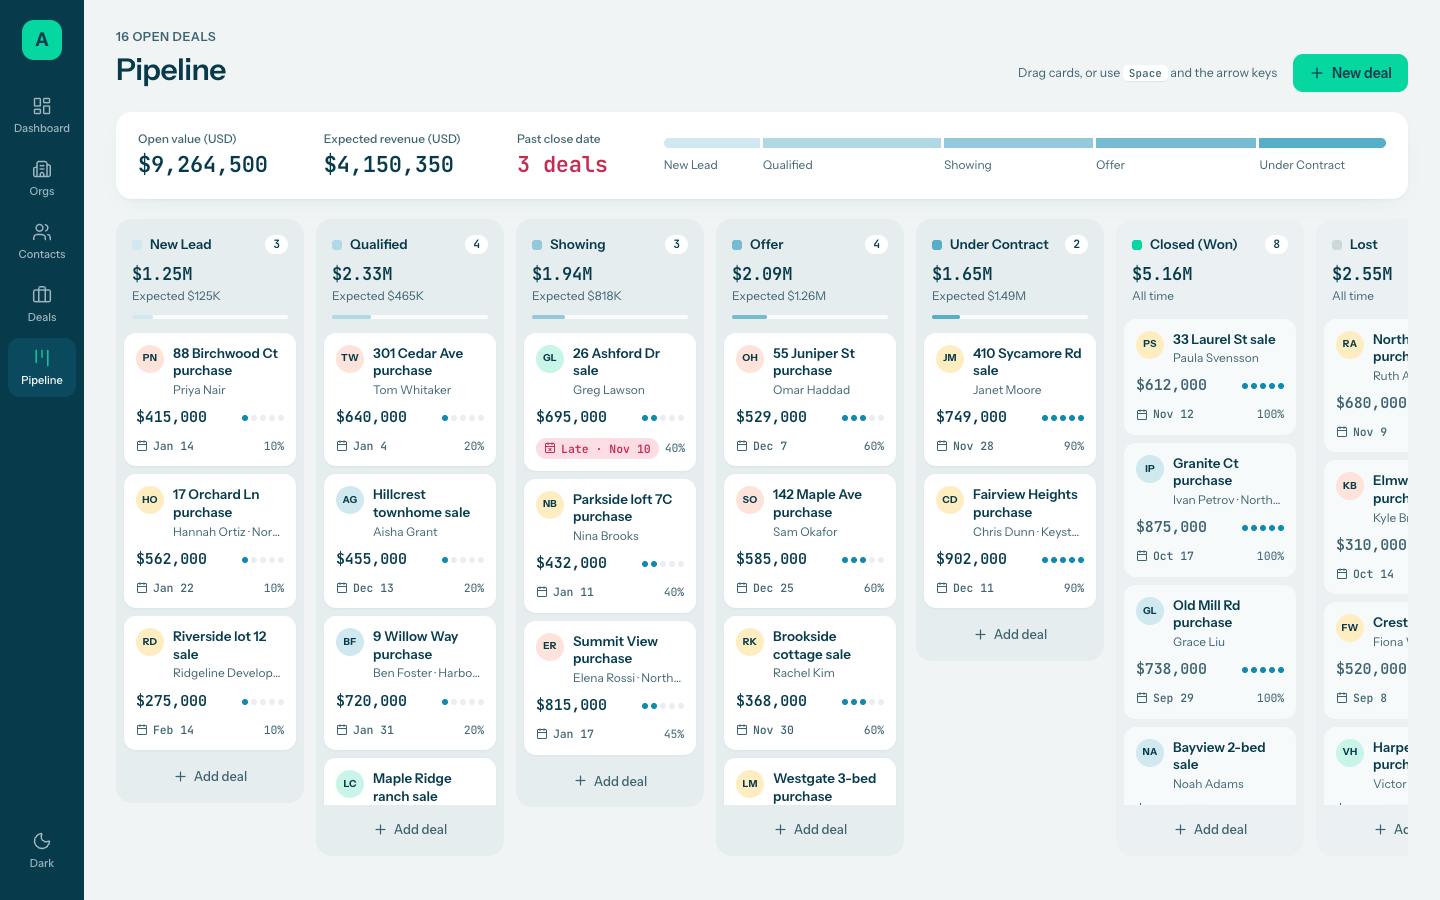 A
Dashboard
Orgs
Contacts
Deals
Pipeline
Dark
16 OPEN DEALS
Pipeline
Drag cards, or use Space and the arrow keys
New deal
Open value (USD)
$9,264,500
Expected revenue (USD)
$4,150,350
Past close date
3 deals
New Lead
Qualified
Showing
Offer
Under Contract
New Lead 3
$1.25M
Expected $125K
PN 88 Birchwood Ct
purchase
Priya Nair
$415,000
Jan 14 10%
HO 17 Orchard Ln
purchase
Hannah Ortiz · Nor…
$562,000
Jan 22 10%
RD Riverside lot 12
sale
Ridgeline Develop…
$275,000
Feb 14 10%
Add deal
Qualified 4
$2.33M
Expected $465K
TW 301 Cedar Ave
purchase
Tom Whitaker
$640,000
Jan 4 20%
AG Hillcrest
townhome sale
Aisha Grant
$455,000
Dec 13 20%
BF 9 Willow Way
purchase
Ben Foster · Harbo…
$720,000
Jan 31 20%
LC Maple Ridge
ranch sale
Add deal
Showing 3
$1.94M
Expected $818K
GL 26 Ashford Dr
sale
Greg Lawson
$695,000
Late · Nov 10 40%
NB Parkside loft 7C
purchase
Nina Brooks
$432,000
Jan 11 40%
ER Summit View
purchase
Elena Rossi · North…
$815,000
Jan 17 45%
Add deal
Offer 4
$2.09M
Expected $1.26M
OH 55 Juniper St
purchase
Omar Haddad
$529,000
Dec 7 60%
SO 142 Maple Ave
purchase
Sam Okafor
$585,000
Dec 25 60%
RK Brookside
cottage sale
Rachel Kim
$368,000
Nov 30 60%
LM Westgate 3-bed
purchase
Add deal
Under Contract 2
$1.65M
Expected $1.49M
JM 410 Sycamore Rd
sale
Janet Moore
$749,000
Nov 28 90%
CD Fairview Heights
purchase
Chris Dunn · Keyst…
$902,000
Dec 11 90%
Add deal
Closed (Won) 8
$5.16M
All time
PS 33 Laurel St sale
Paula Svensson
$612,000
Nov 12 100%
IP Granite Ct
purchase
Ivan Petrov · North…
$875,000
Oct 17 100%
GL Old Mill Rd
purchase
Grace Liu
$738,000
Sep 29 100%
NA Bayview 2-bed
sale
Noah Adams
Add deal
Lost
$2.55M
All time
RA North
purch
Ruth A
$680,000
Nov 9
KB Elmw
purch
Kyle Br
$310,000
Oct 14
FW Crest
Fiona
$520,000
Sep 8
VH Harpe
purch
Victor
Ad